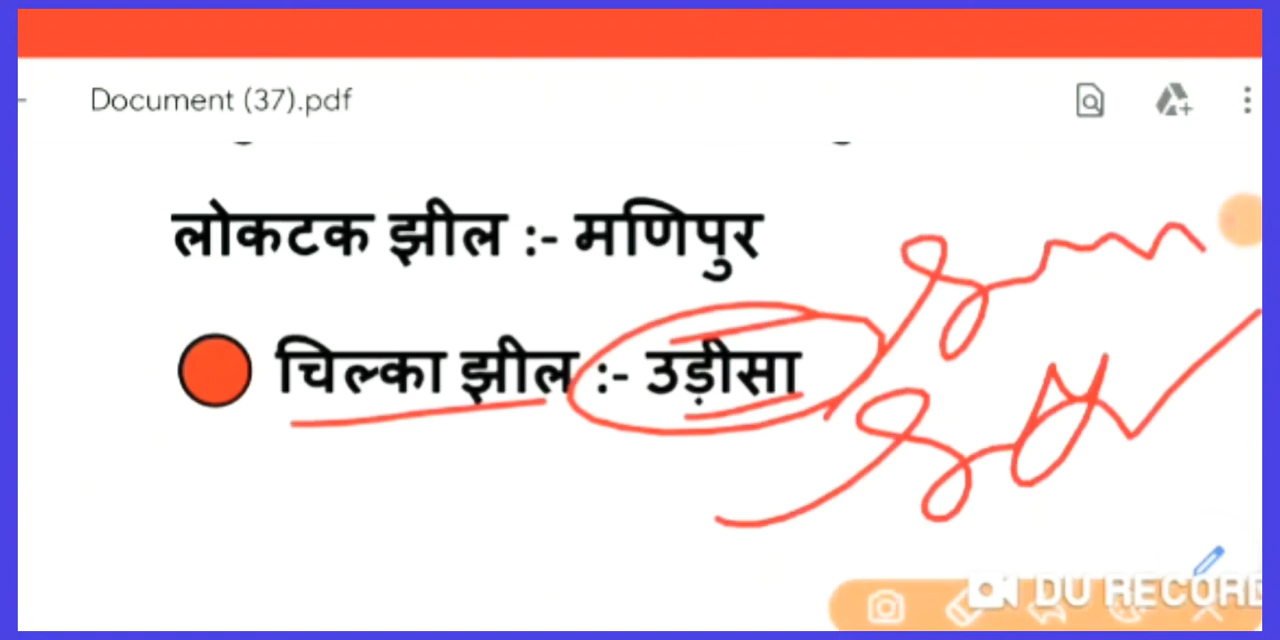 Document (37).pdf
लोकटक झील :- मणिपुर
चिल्का झील :- उड़ीसा
DU RECORD